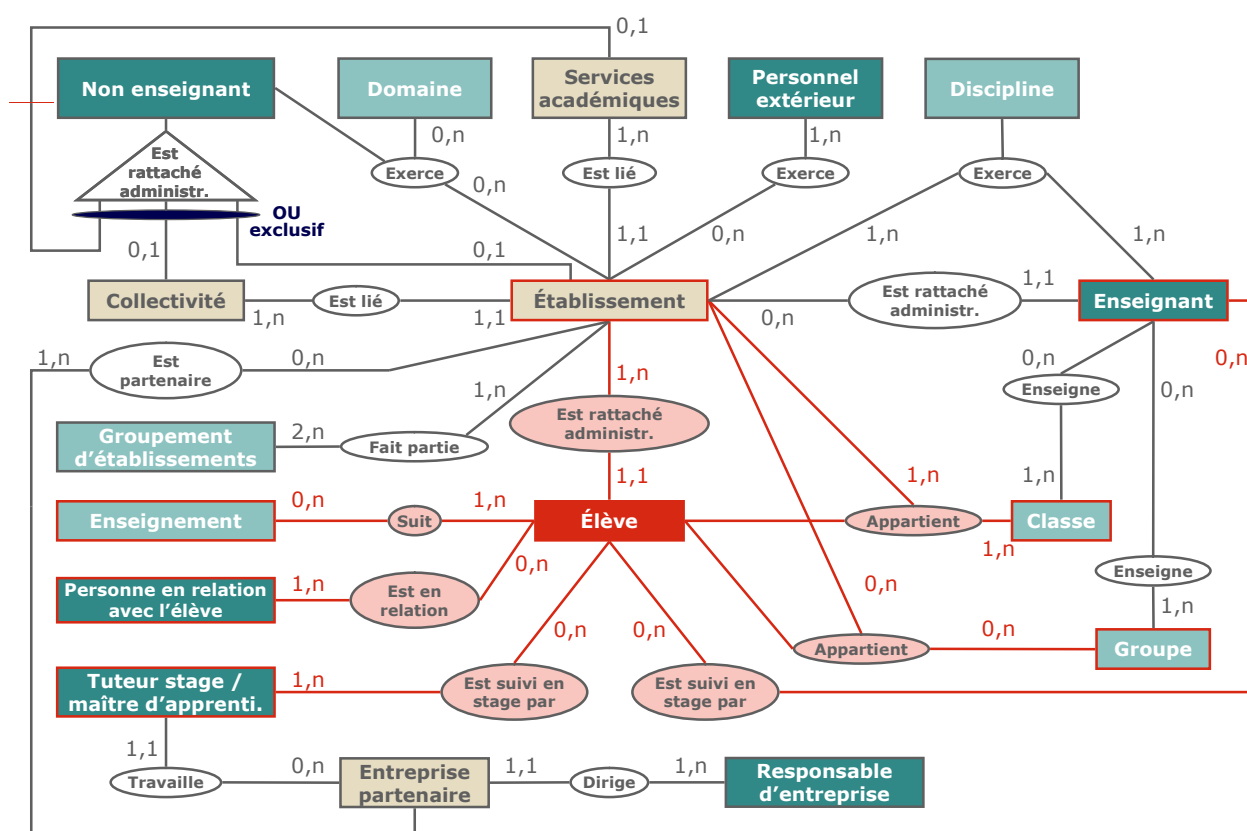 0,1
Non enseignant
Domaine
Services
académiques
Personnel
extérieur
Discipline
0,n
1,n
1,n
Est
rattaché
administr.
Exerce
Est lié
Exerce
Exerce
0,n
OU
exclusif
0,1
0,1
1,1
0,n
1,n
1,n
Collectivité
Est lié
Établissement
Est rattaché
administr.
1,1
Enseignant
1,n
1,1
0,n
1,n
Est
partenaire
0,n
1,n
1,n
0,n
Enseigne
0,n
0,n
Groupement
d’établissements
2,n
Fait partie
Est rattaché
administr.
1,1
1,n
1,n
Enseignement
0,n
Suit
1,n
Élève
Appartient
Classe
1,n
Personne en relation
avec l’élève
1,n
Est en
relation
0,n
0,n
Enseigne
1,n
0,n
0,n
0,n
Appartient
Groupe
Tuteur stage /
maître d’apprenti.
1,n
Est suivi en
stage par
Est suivi en
stage par
1,1
Travaille
0,n
Entreprise
partenaire
1,1
Dirige
1,n
Responsable
d’entreprise